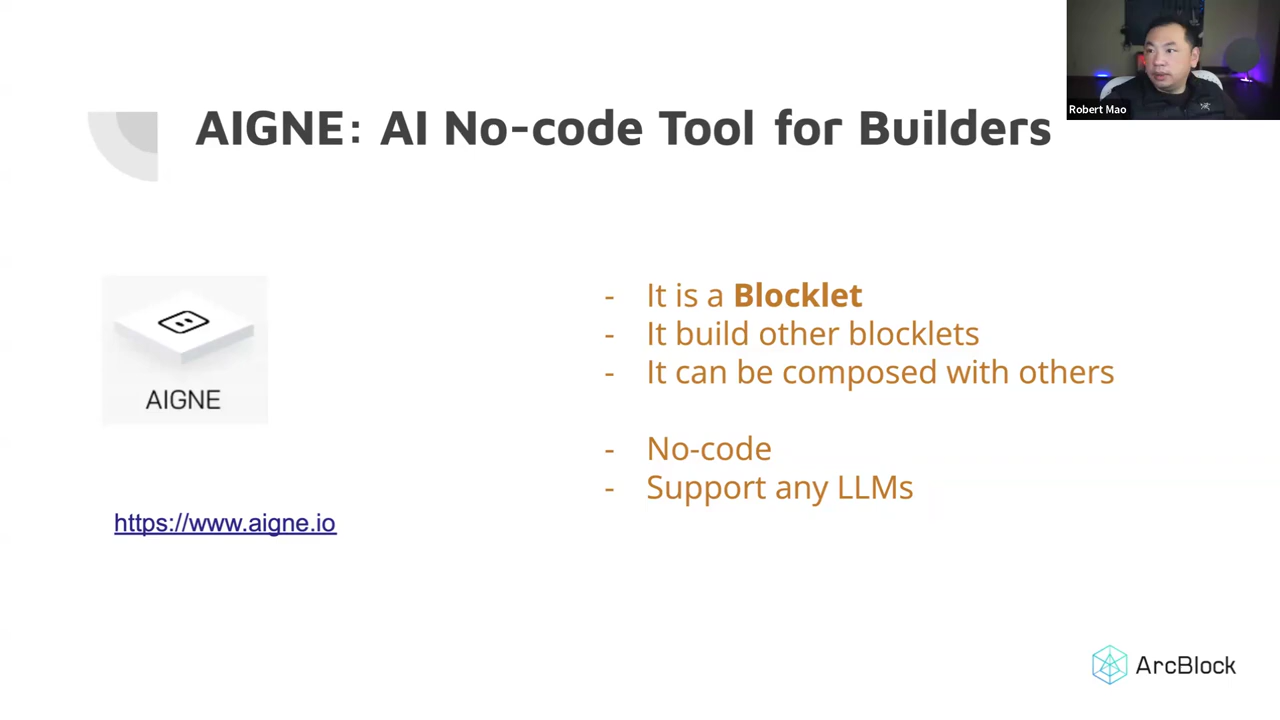 Robert Mao
AIGNE: AI No-code Tool for Builders
AIGNE
https://www.aigne.io
- It is a Blocklet
- It build other blocklets
- It can be composed with others
- No-code
- Support any LLMs
ArcBlock